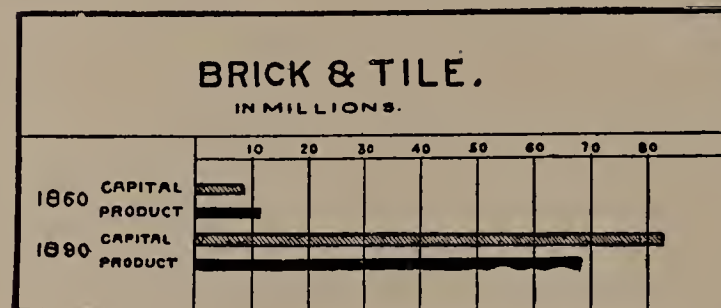 BRICK & TILE.
IN MILLIONS.
10 20 30 40 50 60 70 80
1860 CAPITAL
PRODUCT
1890 CAPITAL
PRODUCT